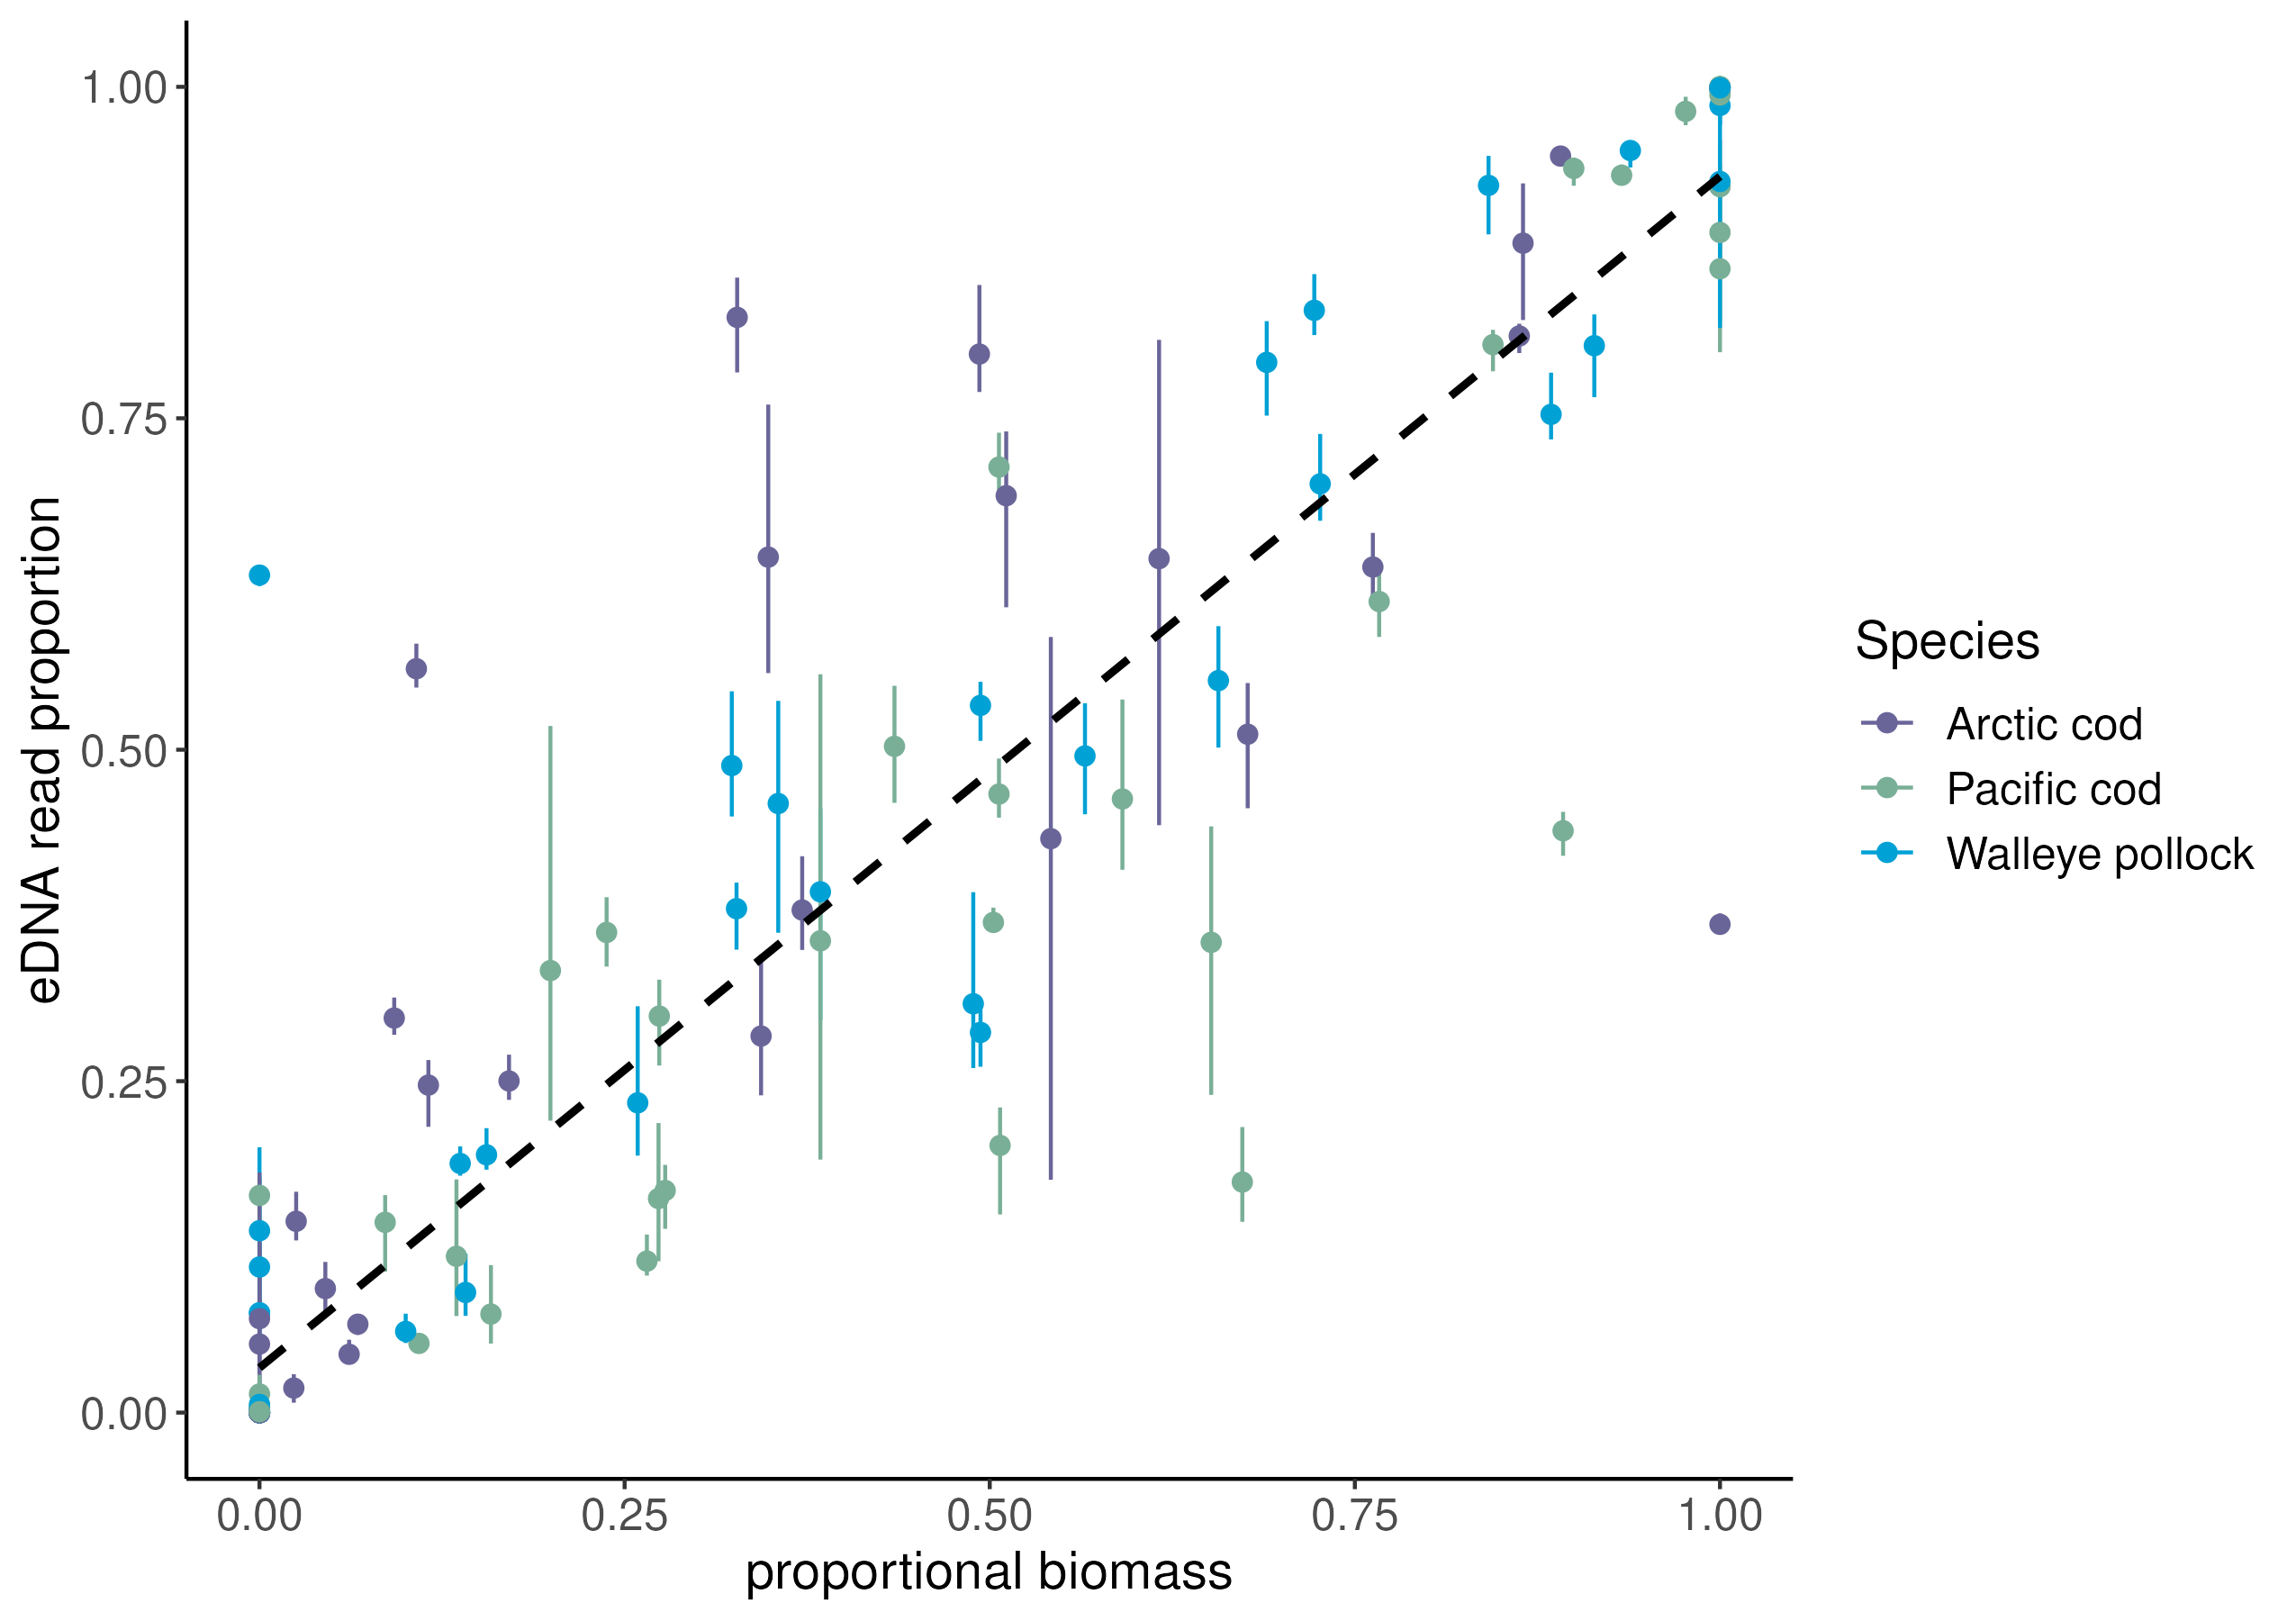 1.00
0.75
0.50
0.25
0.00
eDNA read proportion
0.00 0.25 0.50 0.75 1.00
proportional biomass
Species
Arctic cod
Pacific cod
Walleye pollock